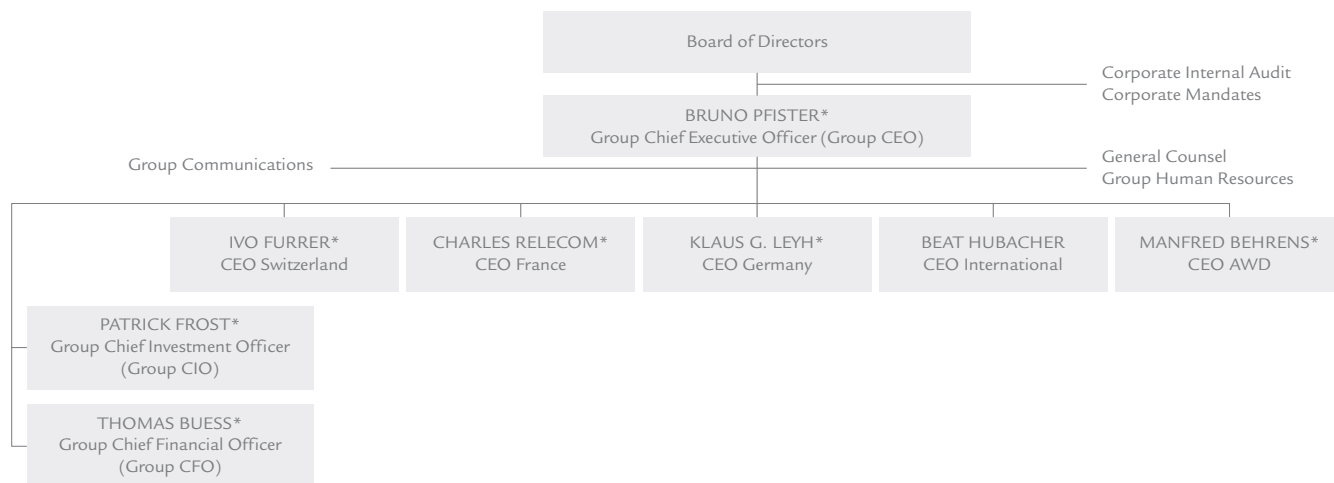 Board of Directors
Corporate Internal Audit
Corporate Mandates
BRUNO PFISTER*
Group Chief Executive Officer (Group CEO)
Group Communications
General Counsel
Group Human Resources
IVO FURRER*
CEO Switzerland
CHARLES RELECOM*
CEO France
KLAUS G. LEYH*
CEO Germany
BEAT HUBACHER
CEO International
MANFRED BEHRENS*
CEO AWD
PATRICK FROST*
Group Chief Investment Officer
(Group CIO)
THOMAS BUESS*
Group Chief Financial Officer
(Group CFO)